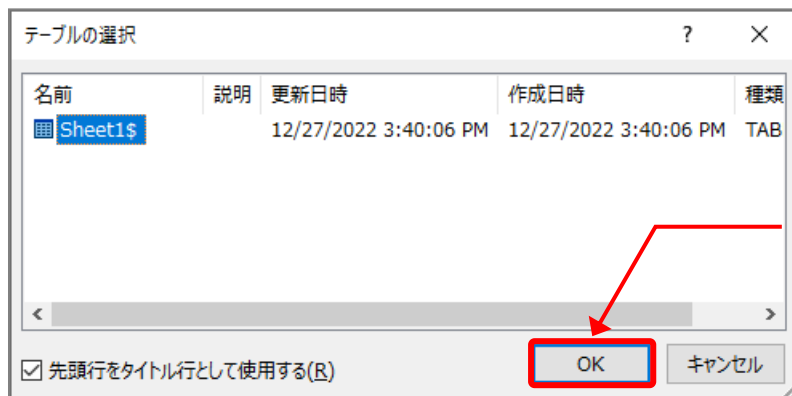 テーブルの選択 ?
名前 説明 更新日時 作成日時 種類
Sheet1$ 12/27/2022 3:40:06 PM 12/27/2022 3:40:06 PM TAB
先頭行をタイトル行として使用する(R) OK キャンセル